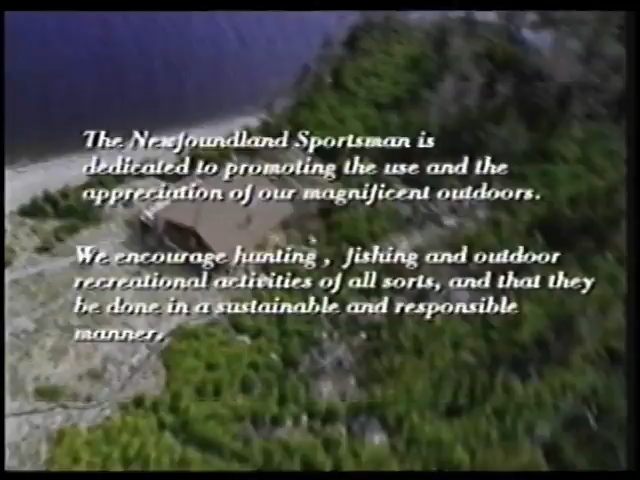 The Newfoundland Sportsman is
dedicated to promoting the use and the
appreciation of our magnificent outdoors.
We encourage hunting , fishing and outdoor
recreational activities of all sorts, and that they
be done in a sustainable and responsible
manner.